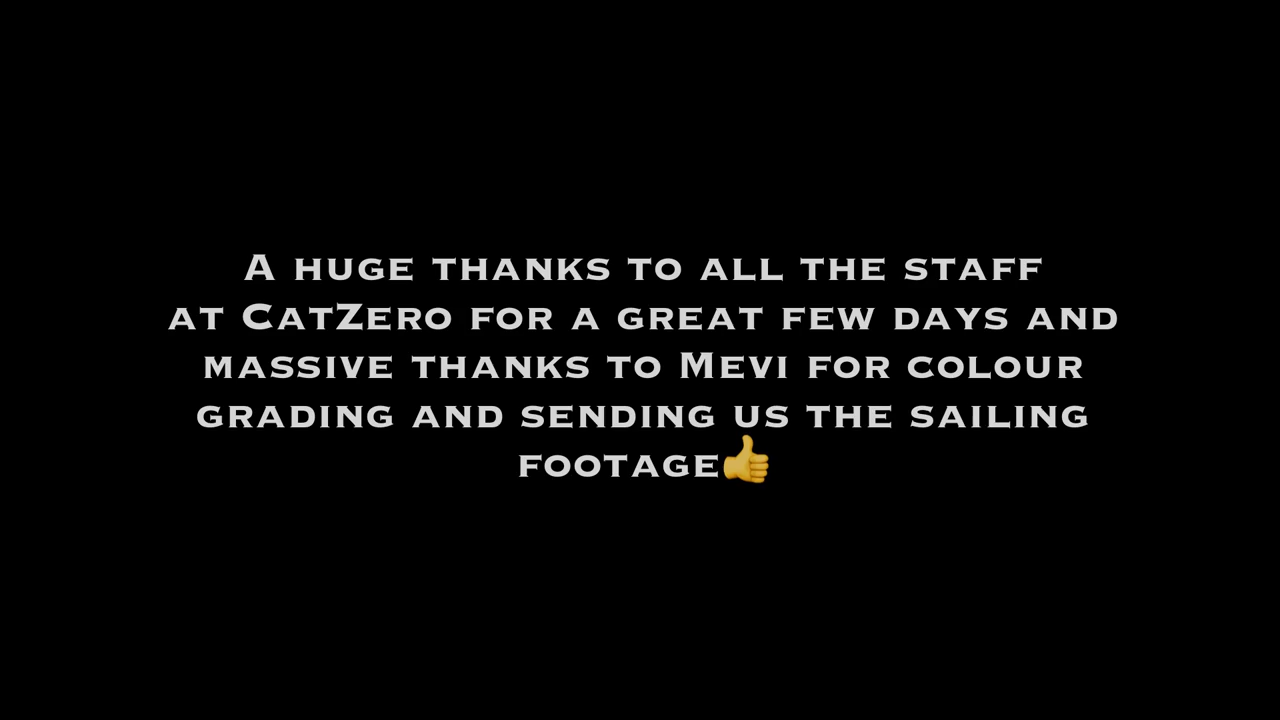 A huge thanks to all the staff
at CatZero for a great few days and
massive thanks to Mevi for colour
grading and sending us the sailing
footage👍